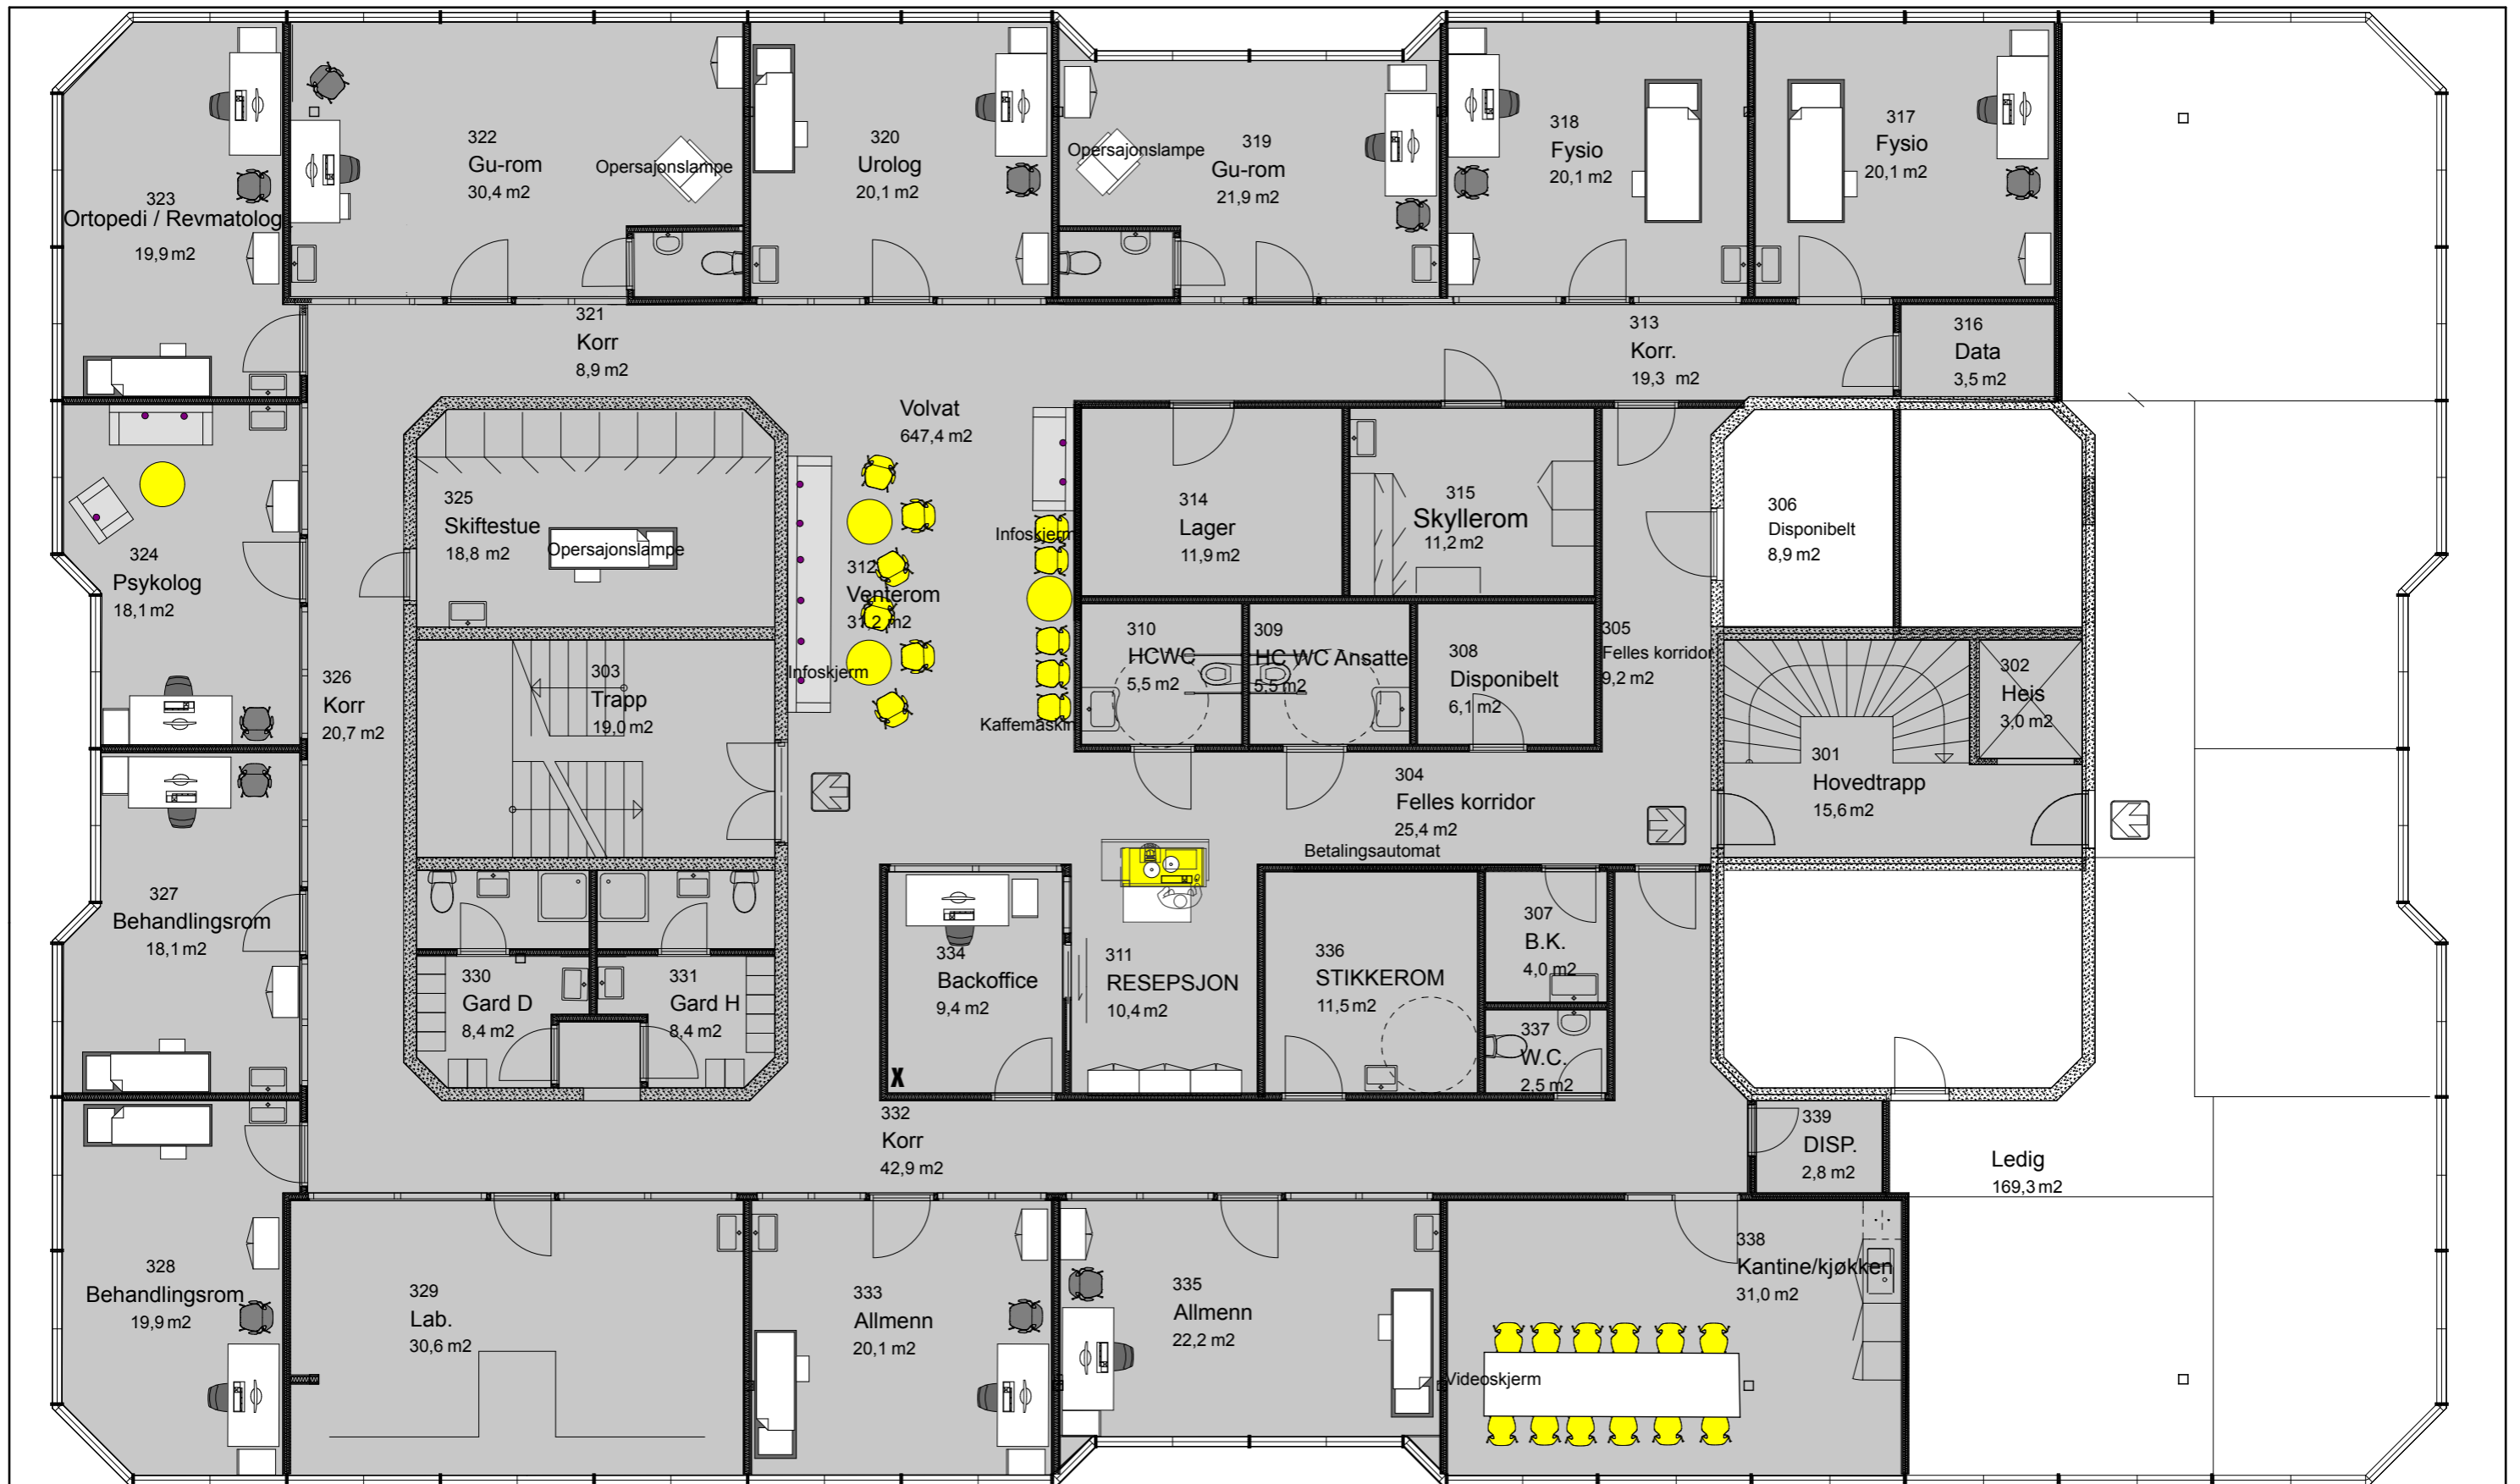 322
Gu-rom
30,4 m2
Opersajonslampe
320
Urolog
20,1 m2
Opersajonslampe
319
Gu-rom
21,9 m2
318
Fysio
20,1 m2
317
Fysio
20,1 m2
323
Ortopedi / Revmatolog
19,9 m2
321
Korr
8,9 m2
313
Korr.
19,3 m2
316
Data
3,5 m2
Volvat
647,4 m2
325
Skiftestue
18,8 m2
Opersajonslampe
Infoskjerm
314
Lager
11,9 m2
315
Skyllerom
11,2 m2
306
Disponibelt
8,9 m2
324
Psykolog
18,1 m2
312
Venterom
31,2 m2
Infoskjerm
Kaffemaskin
310
HCWC
5,5 m2
309
HC WC Ansatte
5,5 m2
308
Disponibelt
6,1 m2
305
Felles korridor
9,2 m2
302
Heis
3,0 m2
326
Korr
20,7 m2
303
Trapp
19,0 m2
301
Hovedtrapp
15,6 m2
304
Felles korridor
25,4 m2
Betalingsautomat
327
Behandlingsrom
18,1 m2
330
Gard D
8,4 m2
331
Gard H
8,4 m2
334
Backoffice
9,4 m2
X
311
RESEPSJON
10,4 m2
336
STIKKEROM
11,5 m2
307
B.K.
4,0 m2
337
W.C.
2,5 m2
332
Korr
42,9 m2
339
DISP.
2,8 m2
Ledig
169,3 m2
328
Behandlingsrom
19,9 m2
329
Lab.
30,6 m2
333
Allmenn
20,1 m2
335
Allmenn
22,2 m2
338
Kantine/kjøkken
31,0 m2
Videoskjerm